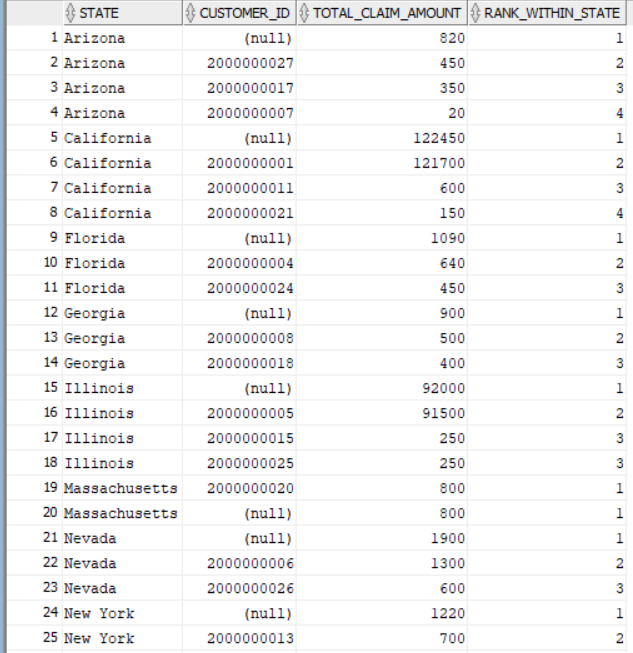 STATE CUSTOMER_ID TOTAL_CLAIM_AMOUNT RANK_WITHIN_STATE
1 Arizona (null) 820 1
2 Arizona 2000000027 450 2
3 Arizona 2000000017 350 3
4 Arizona 2000000007 20 4
5 California (null) 122450 1
6 California 2000000001 121700 2
7 California 2000000011 600 3
8 California 2000000021 150 4
9 Florida (null) 1090 1
10 Florida 2000000004 640 2
11 Florida 2000000024 450 3
12 Georgia (null) 900 1
13 Georgia 2000000008 500 2
14 Georgia 2000000018 400 3
15 Illinois (null) 92000 1
16 Illinois 2000000005 91500 2
17 Illinois 2000000015 250 3
18 Illinois 2000000025 250 3
19 Massachusetts 2000000020 800 1
20 Massachusetts (null) 800 1
21 Nevada (null) 1900 1
22 Nevada 2000000006 1300 2
23 Nevada 2000000026 600 3
24 New York (null) 1220 1
25 New York 2000000013 700 2